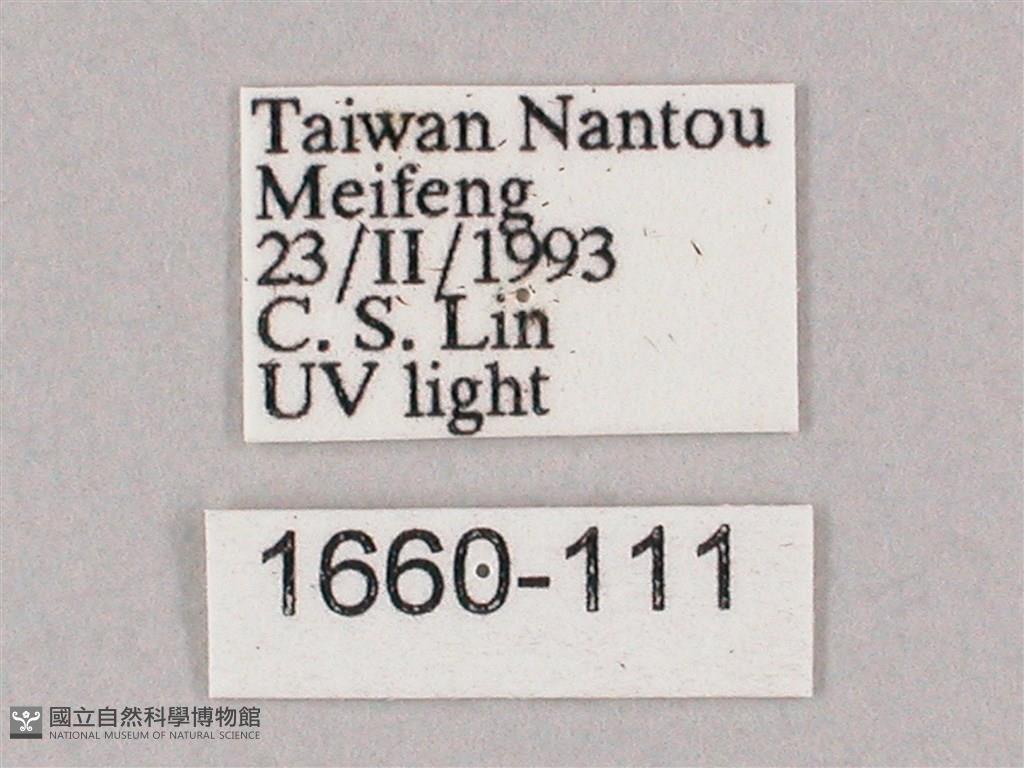 Taiwan Nantou
Meifeng
23/II/1993
C. S. Lin
UV light
1660-111
國立自然科學博物館
NATIONAL MUSEUM OF NATURAL SCIENCE